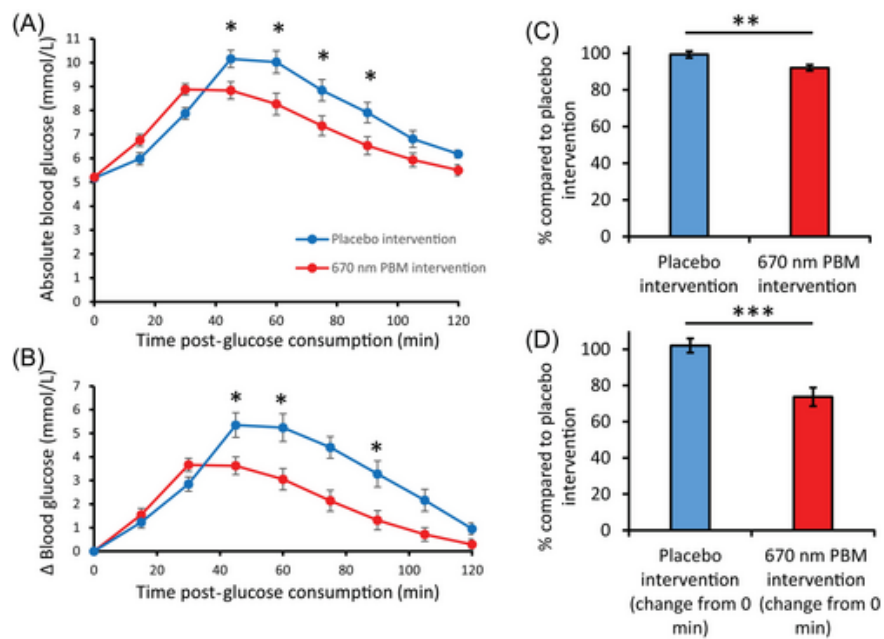 (A)
Absolute blood glucose (mmol/L)
11
10
9
8
7
6
5
4
3
2
1
0
* * * *
Placebo intervention
670 nm PBM intervention
0 20 40 60 80 100 120
Time post-glucose consumption (min)
(B)
Δ Blood glucose (mmol/L)
7
6
5
4
3
2
1
0
* * *
0 20 40 60 80 100 120
Time post-glucose consumption (min)
(C)
% compared to placebo
intervention
100
80
60
40
20
0
**
Placebo
intervention
670 nm PBM
intervention
(D)
% compared to placebo
intervention
100
80
60
40
20
0
***
Placebo
intervention
(change from 0
min)
670 nm PBM
intervention
(change from 0
min)